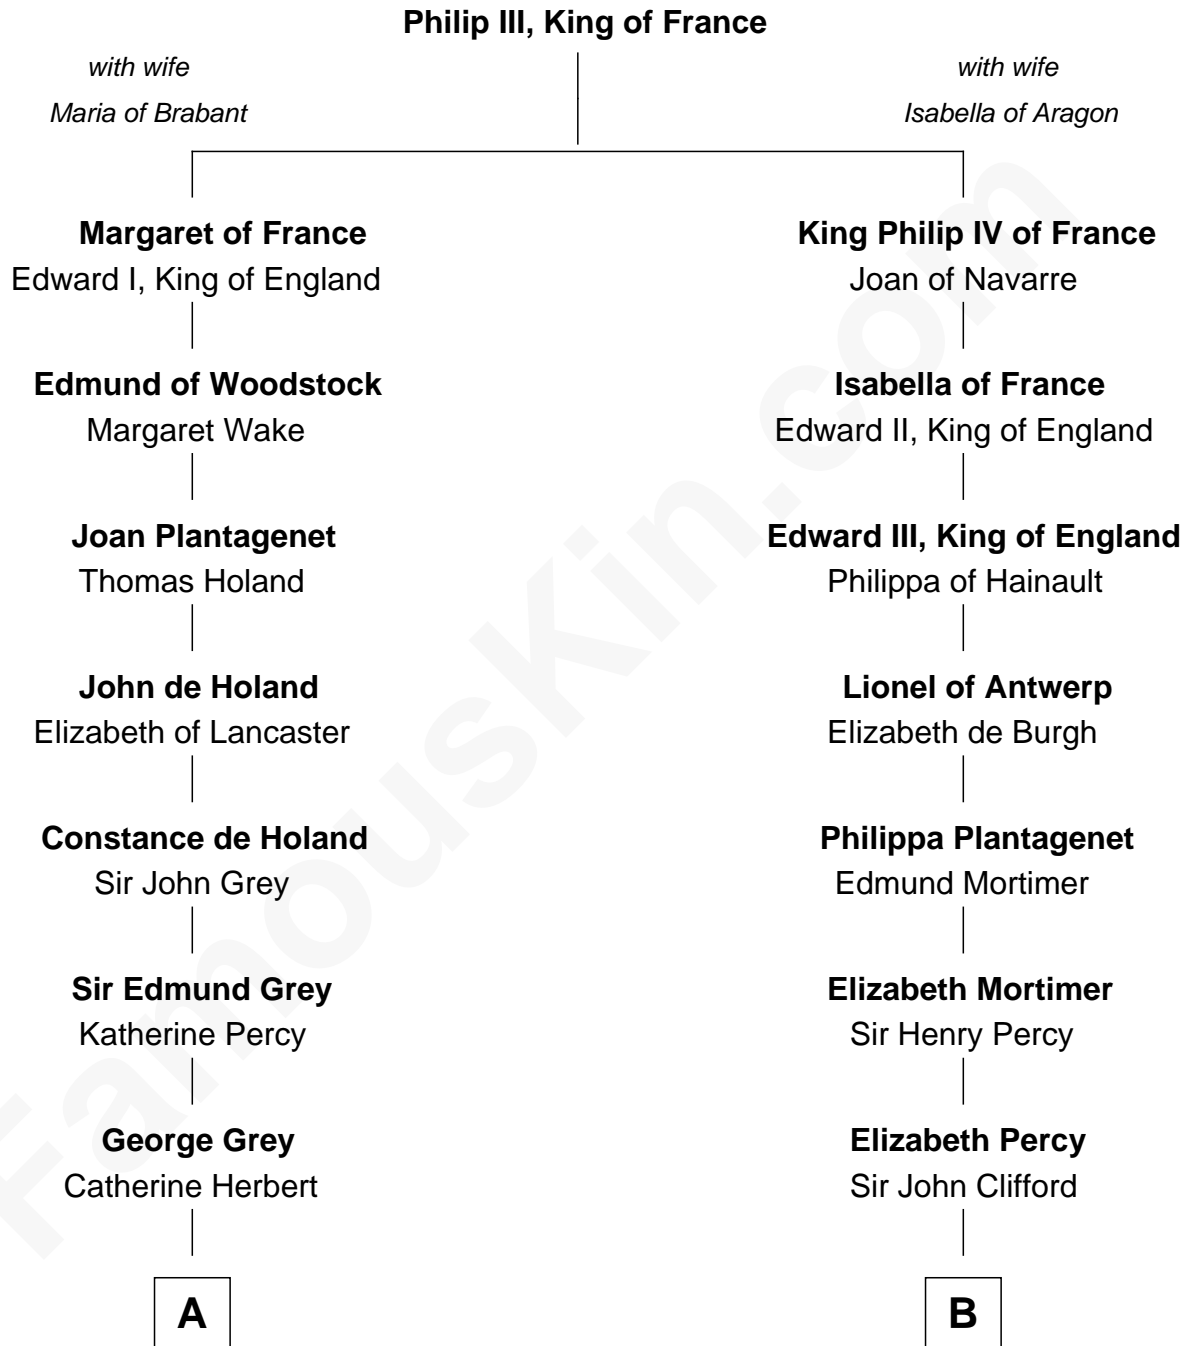 Philip III, King of France
with wife
Maria of Brabant
with wife
Isabella of Aragon
Margaret of France
Edward I, King of England
King Philip IV of France
Joan of Navarre
Edmund of Woodstock
Margaret Wake
Isabella of France
Edward II, King of England
Joan Plantagenet
Thomas Holand
Edward III, King of England
Philippa of Hainault
John de Holand
Elizabeth of Lancaster
Lionel of Antwerp
Elizabeth de Burgh
Constance de Holand
Sir John Grey
Philippa Plantagenet
Edmund Mortimer
Sir Edmund Grey
Katherine Percy
Elizabeth Mortimer
Sir Henry Percy
George Grey
Catherine Herbert
Elizabeth Percy
Sir John Clifford
A
B
FamousKin.com